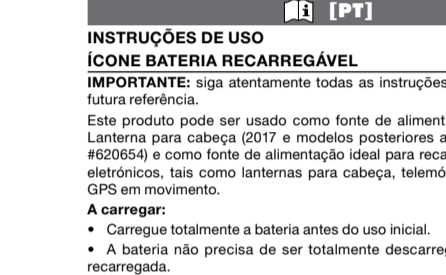 [PT]
INSTRUÇÕES DE USO
ÍCONE BATERIA RECARREGÁVEL
IMPORTANTE: siga atentamente todas as instruções
futura referência.
Este produto pode ser usado como fonte de aliment
Lanterna para cabeça (2017 e modelos posteriores a
#620654) e como fonte de alimentação ideal para reca
eletrónicos, tais como lanternas para cabeça, telemó
GPS em movimento.
A carregar:
• Carregue totalmente a bateria antes do uso inicial.
• A bateria não precisa de ser totalmente descarre
recarregada.